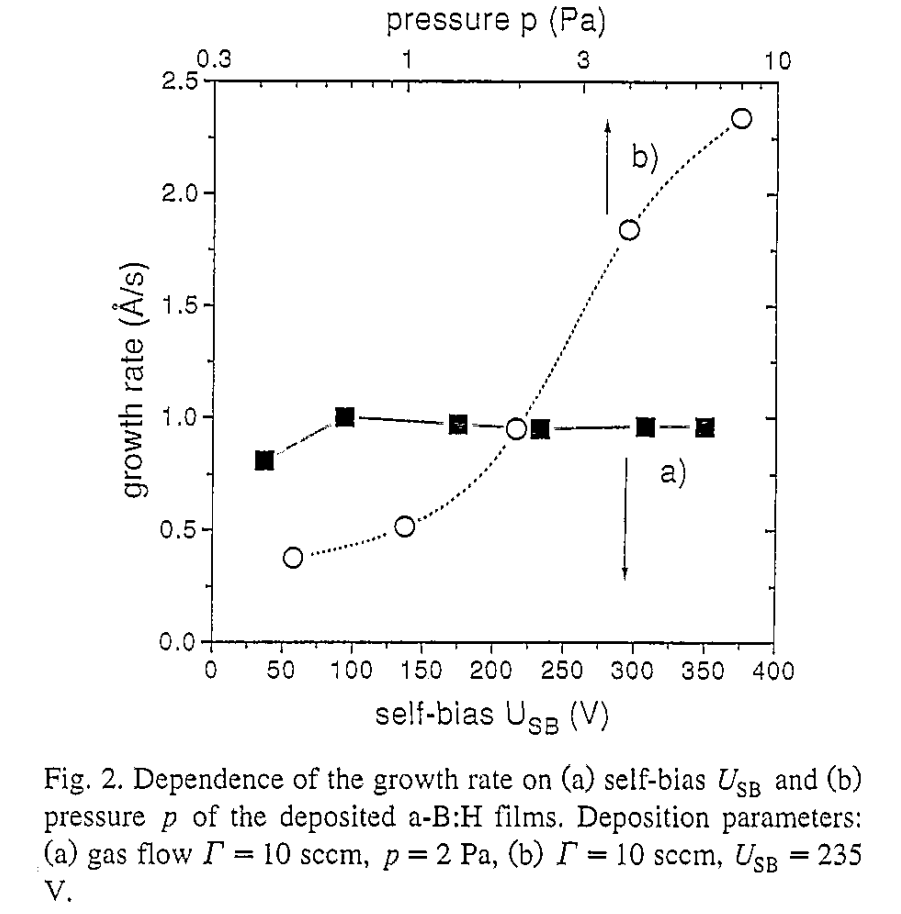 pressure p (Pa)
0.3 1 3 10
2.5
2.0
1.5
1.0
0.5
0.0
growth rate (Å/s)
b)
a)
0 50 100 150 200 250 300 350 400
self-bias U_SB (V)
Fig. 2. Dependence of the growth rate on (a) self-bias U_SB and (b)
pressure p of the deposited a-B:H films. Deposition parameters:
(a) gas flow Γ = 10 sccm, p = 2 Pa, (b) Γ = 10 sccm, U_SB = 235
V.